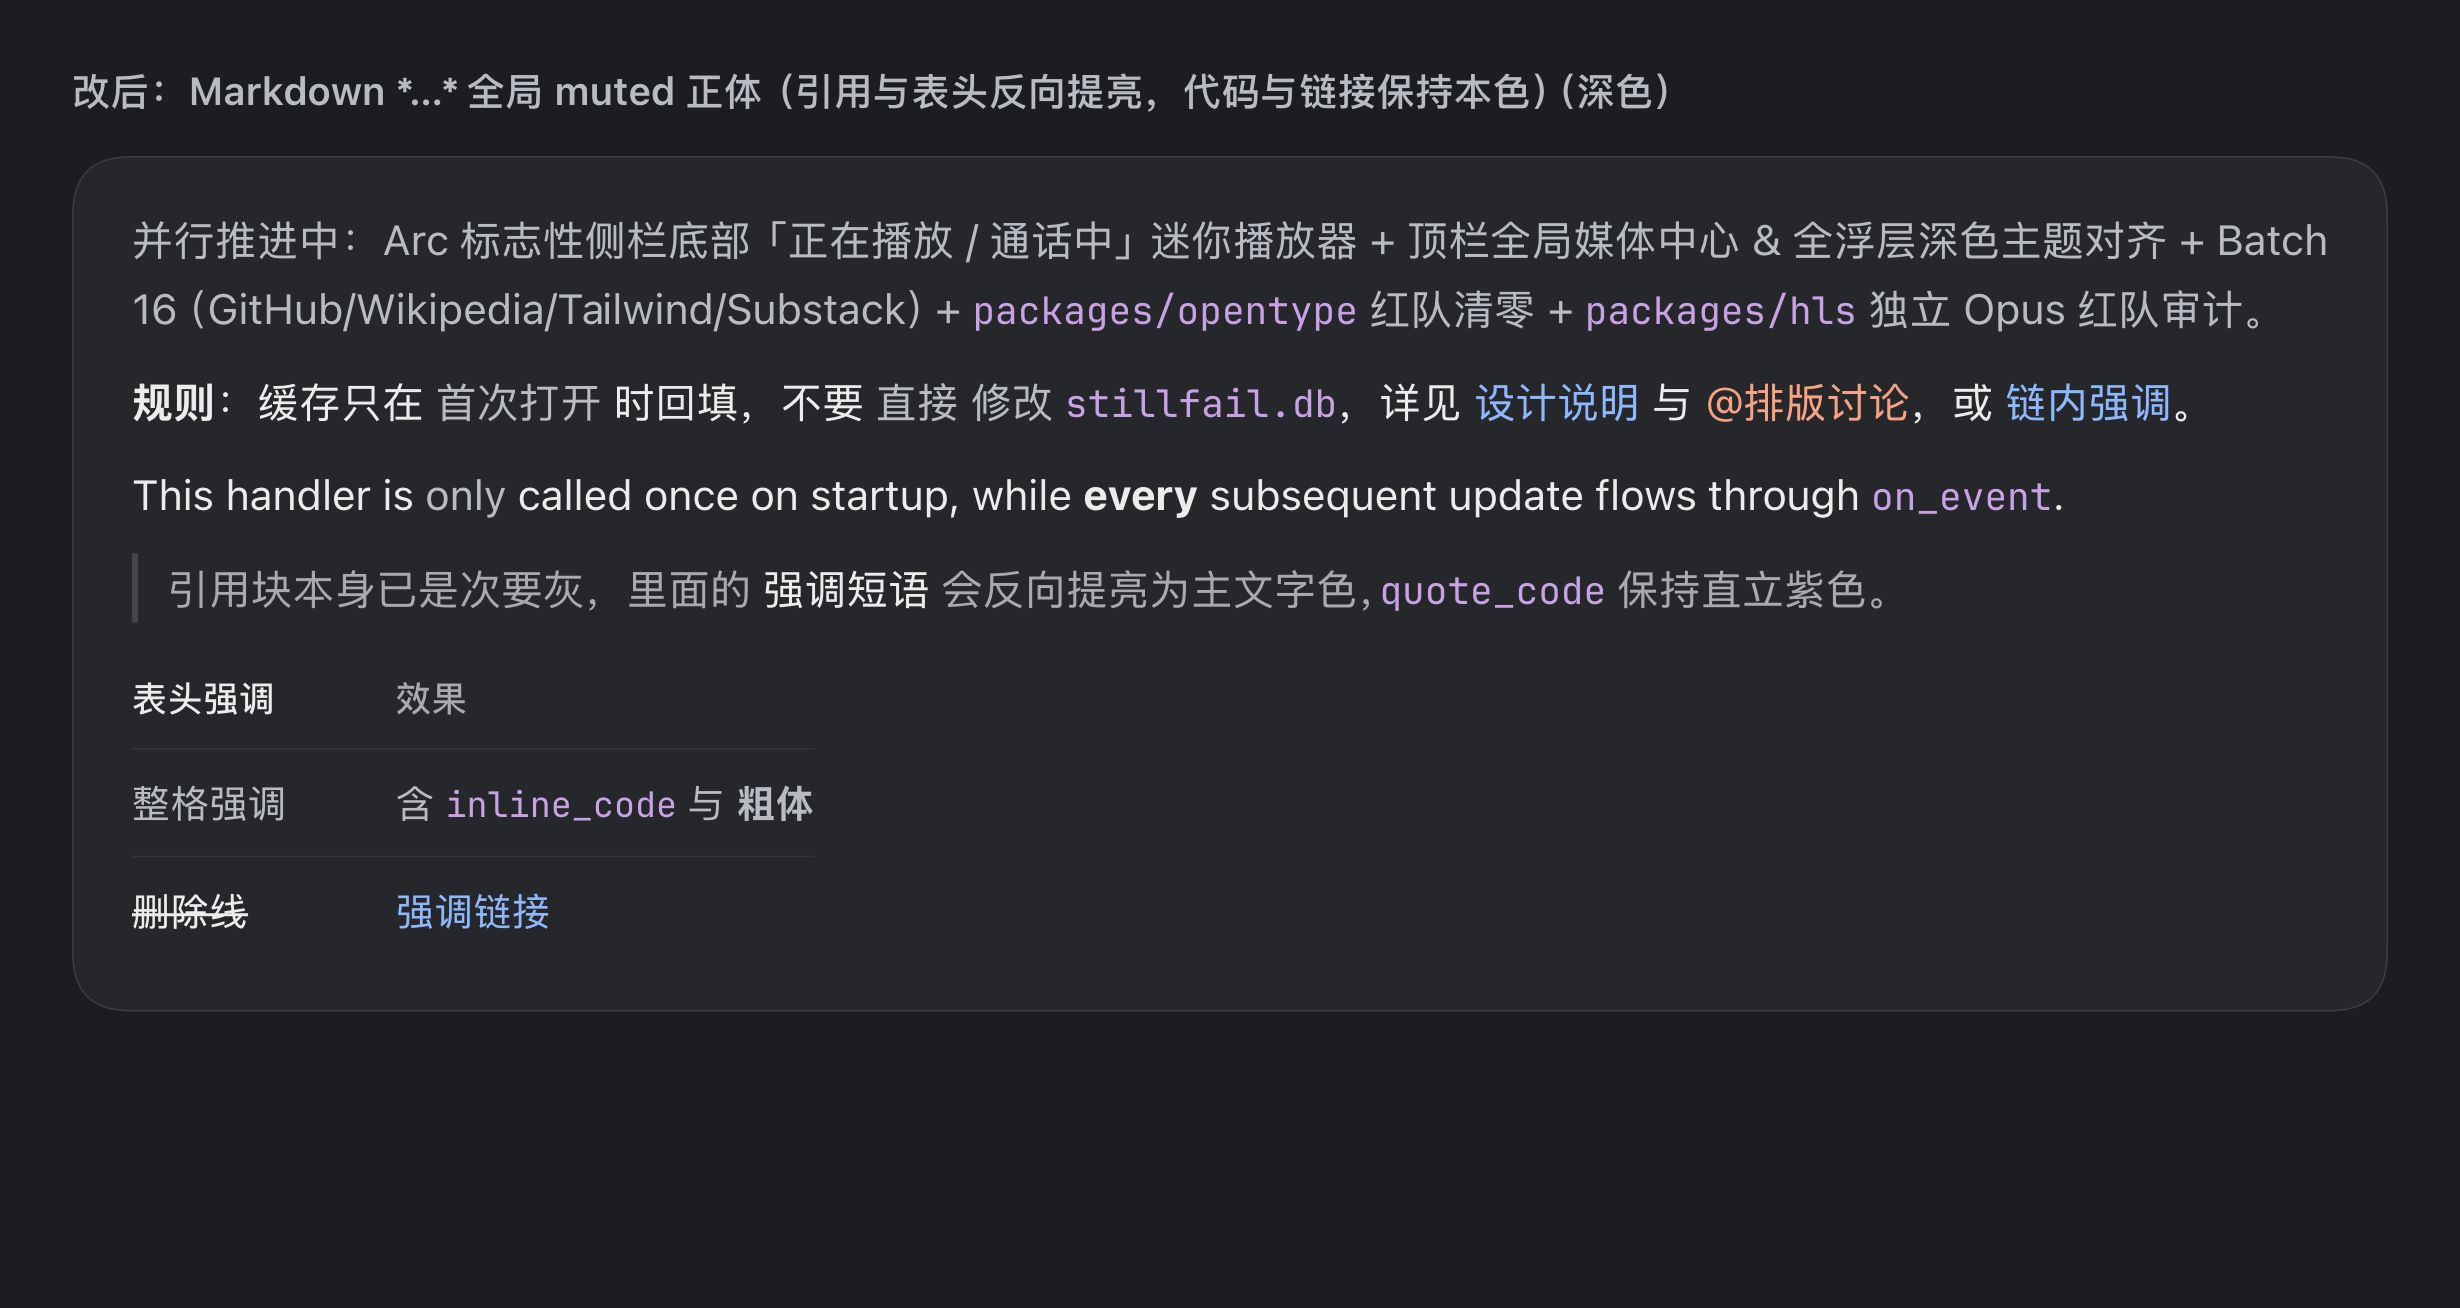 改后：Markdown *...* 全局 muted 正体（引用与表头反向提亮，代码与链接保持本色）(深色)
并行推进中：Arc 标志性侧栏底部「正在播放 / 通话中」迷你播放器 + 顶栏全局媒体中心 & 全浮层深色主题对齐 + Batch
16 (GitHub/Wikipedia/Tailwind/Substack) + packages/opentype 红队清零 + packages/hls 独立 Opus 红队审计。
规则：缓存只在 首次打开 时回填，不要 直接 修改 stillfail.db，详见 设计说明 与 @排版讨论，或 链内强调。
This handler is only called once on startup, while every subsequent update flows through on_event.
引用块本身已是次要灰，里面的 强调短语 会反向提亮为主文字色，quote_code 保持直立紫色。
表头强调 效果
整格强调 含 inline_code 与 粗体
删除线 强调链接